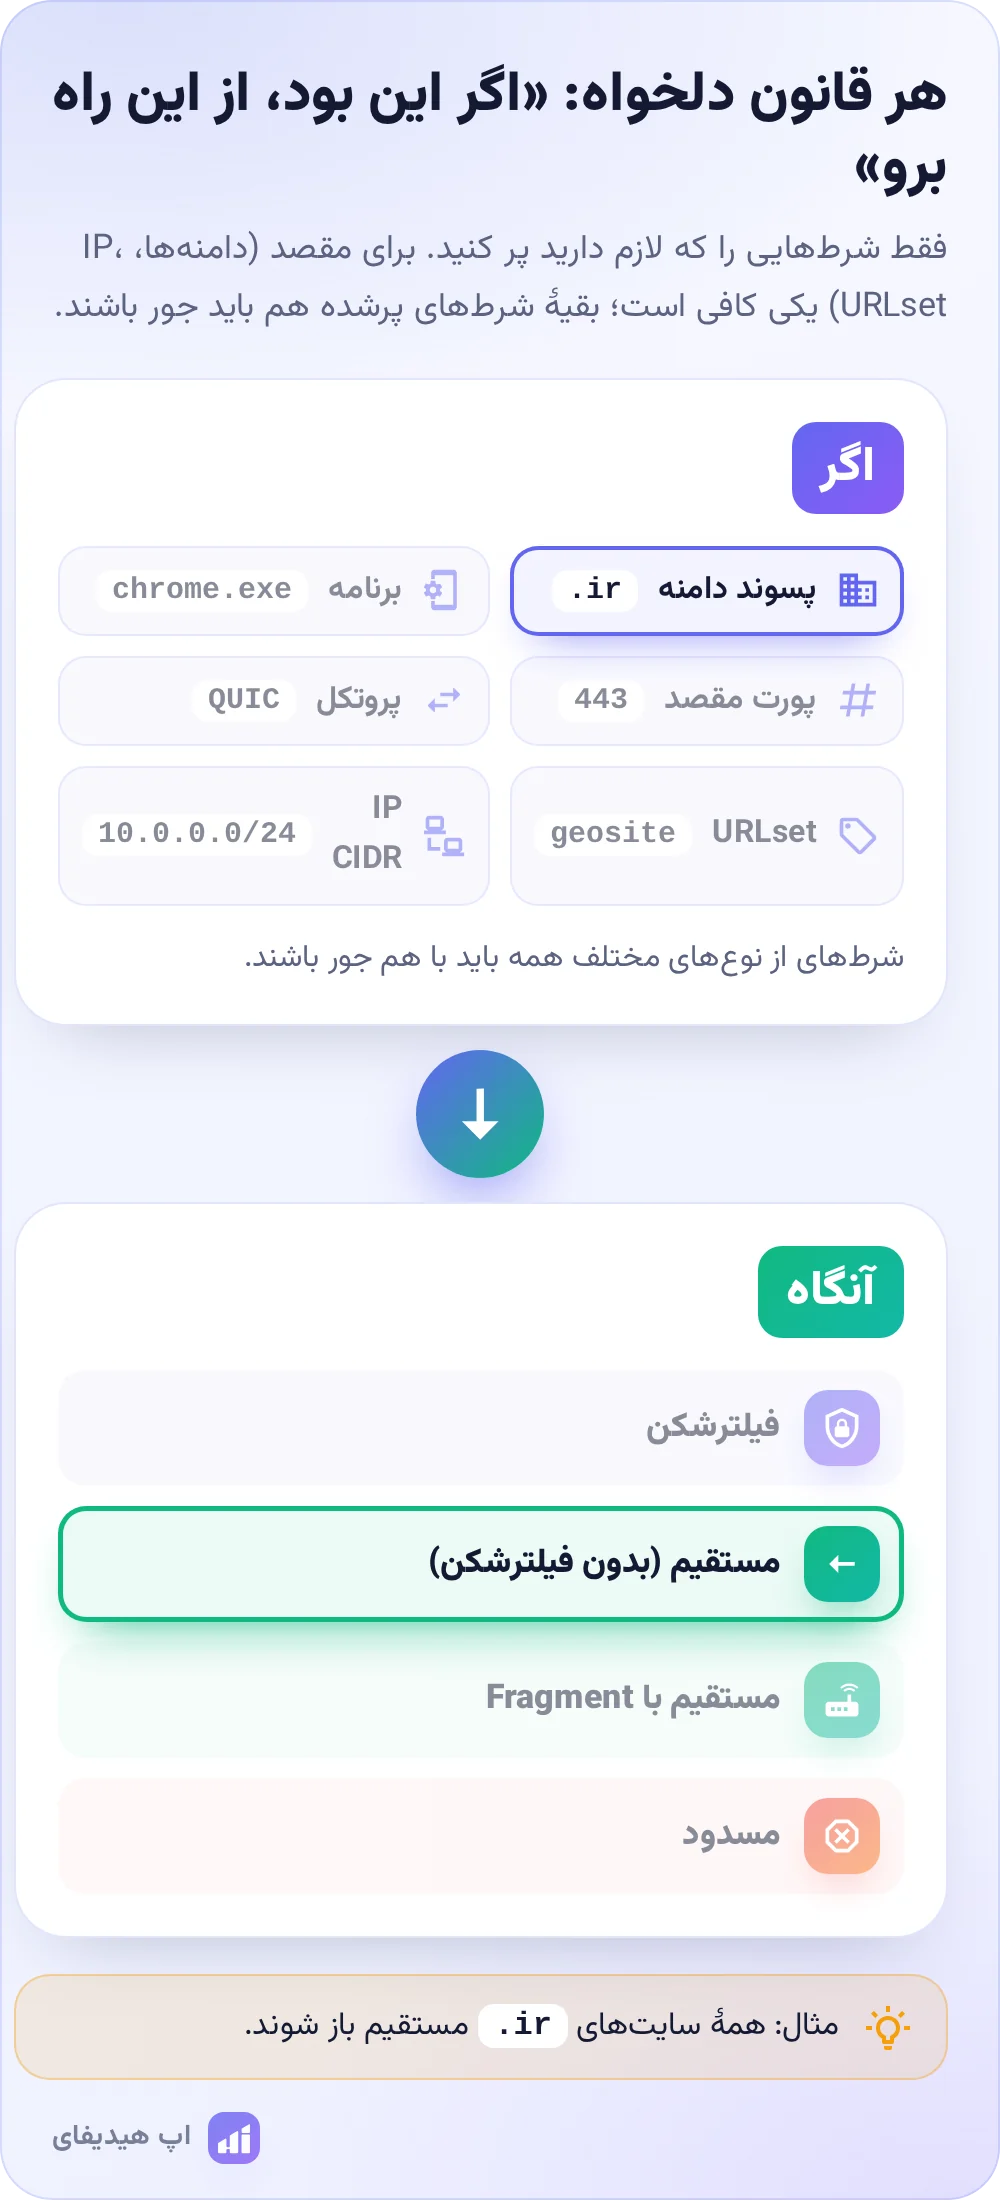 هر قانون دلخواه: «اگر این بود، از این راه
برو»
فقط شرط‌هایی را که لازم دارید پر کنید. برای مقصد (دامنه‌ها، IP،
URLset) یکی کافی است؛ بقیهٔ شرط‌های پرشده هم باید جور باشند.
اگر
پسوند دامنه .ir
برنامه chrome.exe
پورت مقصد 443
پروتکل QUIC
URLset geosite
IP
CIDR 10.0.0.0/24
شرط‌های از نوع‌های مختلف همه باید با هم جور باشند.
آنگاه
فیلترشکن
مستقیم (بدون فیلترشکن)
مستقیم با Fragment
مسدود
مثال: همهٔ سایت‌های .ir مستقیم باز شوند.
اپ هیدیفای